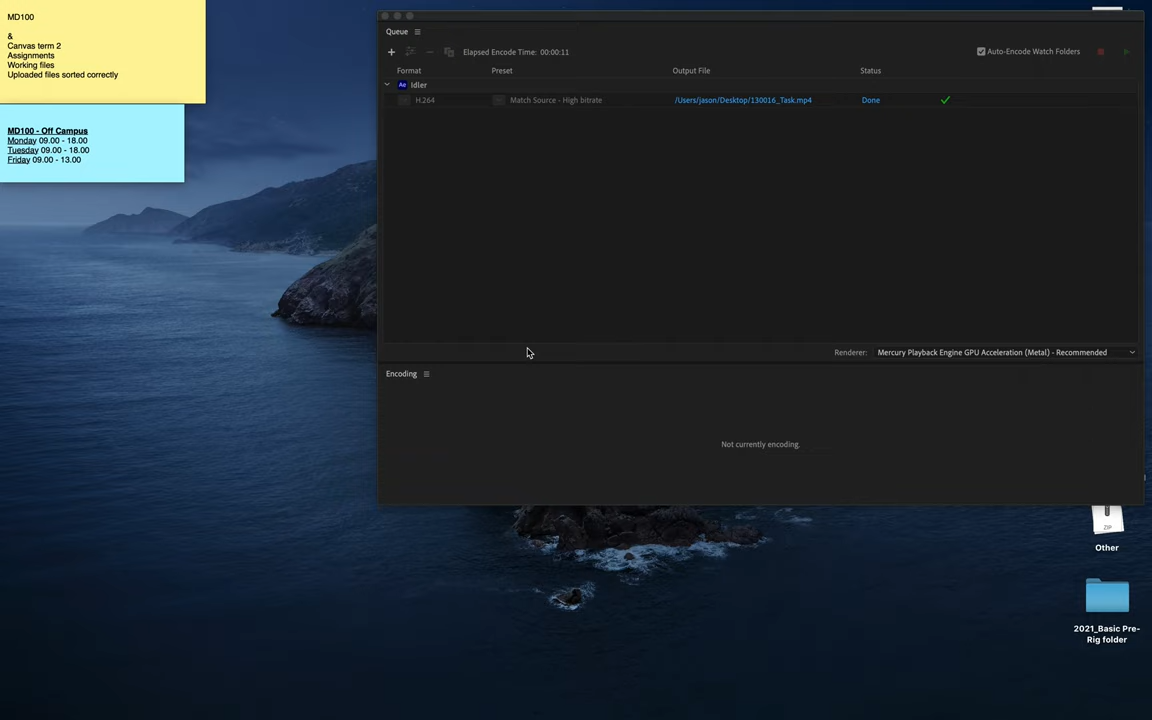 MD100
&
Canvas term 2
Assignments
Working files
Uploaded files sorted correctly
MD100 - Off Campus
Monday 09.00 - 18.00
Tuesday 09.00 - 18.00
Friday 09.00 - 13.00
Queue
Elapsed Encode Time: 00:00:11
Auto-Encode Watch Folders
Format Preset Output File Status
Ae Idler
H.264 Match Source - High bitrate /Users/jason/Desktop/130016_Task.mp4 Done
Renderer: Mercury Playback Engine GPU Acceleration (Metal) - Recommended
Encoding
Not currently encoding.
ZIP
Other
2021_Basic Pre-
Rig folder